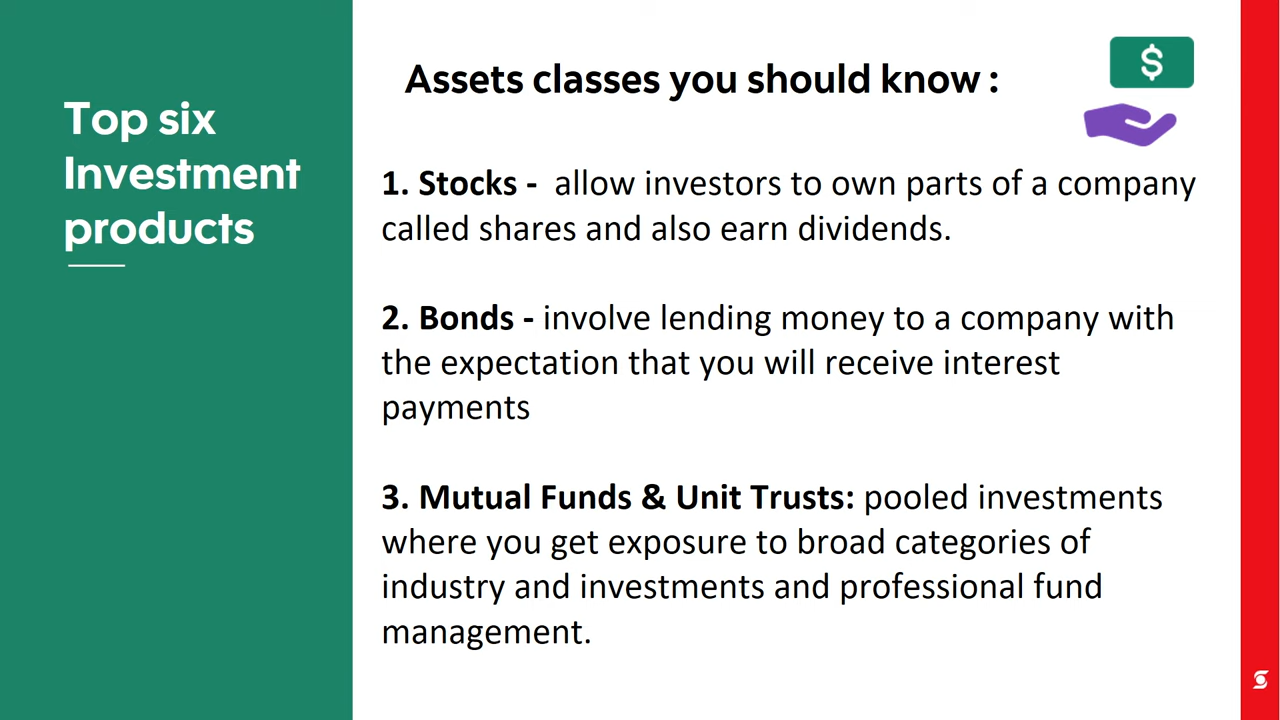 Top six
Investment
products
Assets classes you should know :
$
1. Stocks -  allow investors to own parts of a company
called shares and also earn dividends.
2. Bonds - involve lending money to a company with
the expectation that you will receive interest
payments
3. Mutual Funds & Unit Trusts: pooled investments
where you get exposure to broad categories of
industry and investments and professional fund
management.